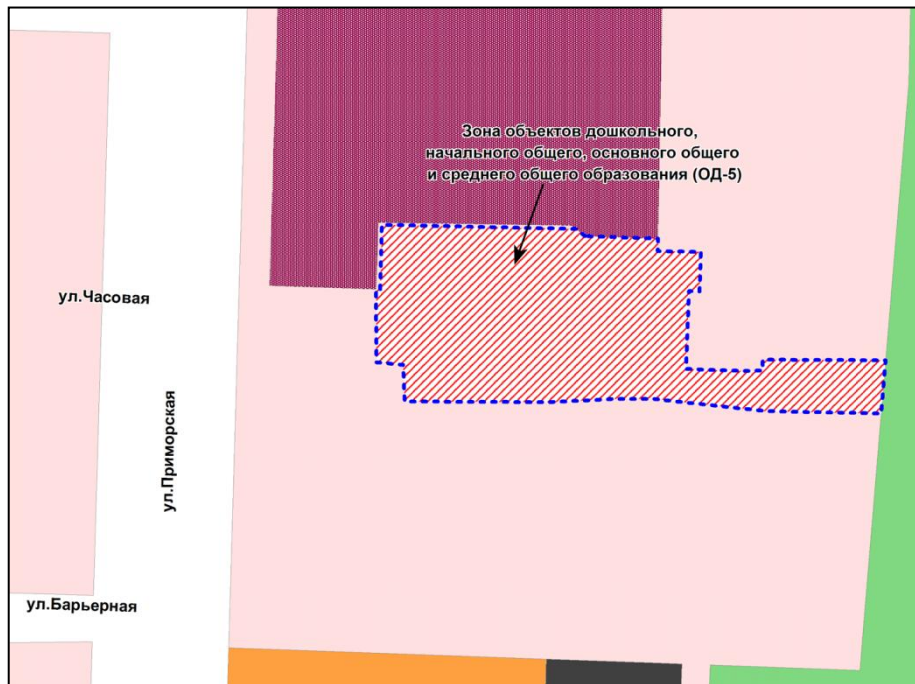 Зона объектов дошкольного,
начального общего, основного общего
и среднего общего образования (ОД-5)
ул.Часовая
ул.Приморская
ул.Барьерная